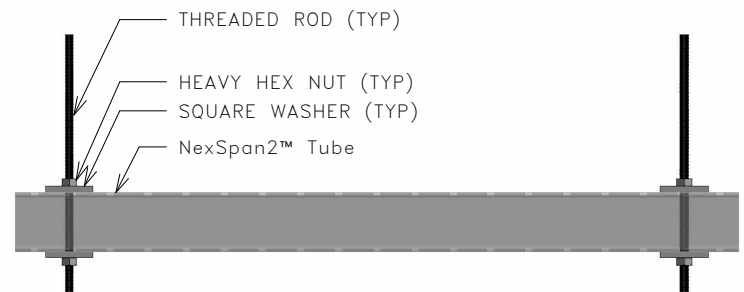 THREADED ROD (TYP)
HEAVY HEX NUT (TYP)
SQUARE WASHER (TYP)
NexSpan2™ Tube